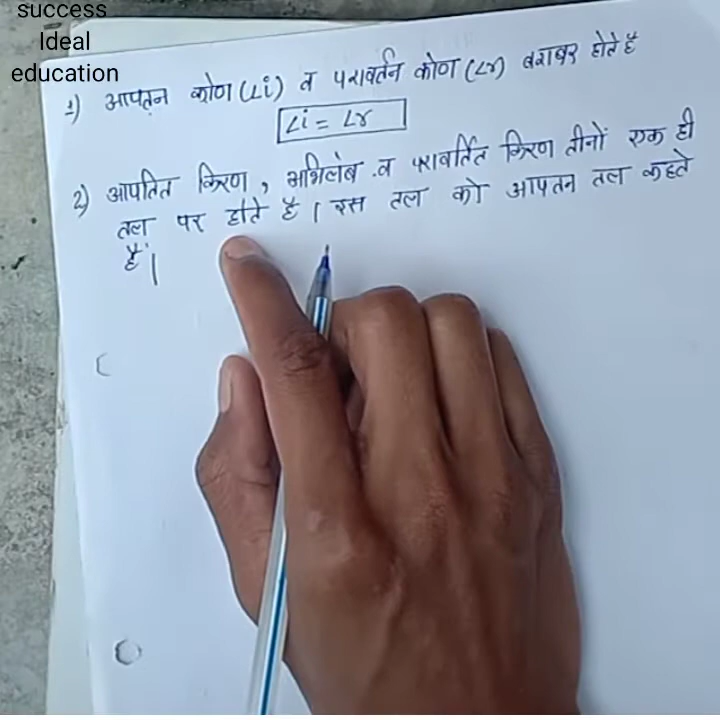 success
Ideal
education
1) आपतन कोण (∠i) व परावर्तन कोण (∠r) बराबर होते है
∠i = ∠r
2) आपतित किरण, अभिलंब व परावर्तित किरण तीनों एक ही
तल पर होते है । इस तल को आपतन तल कहते
हैं।